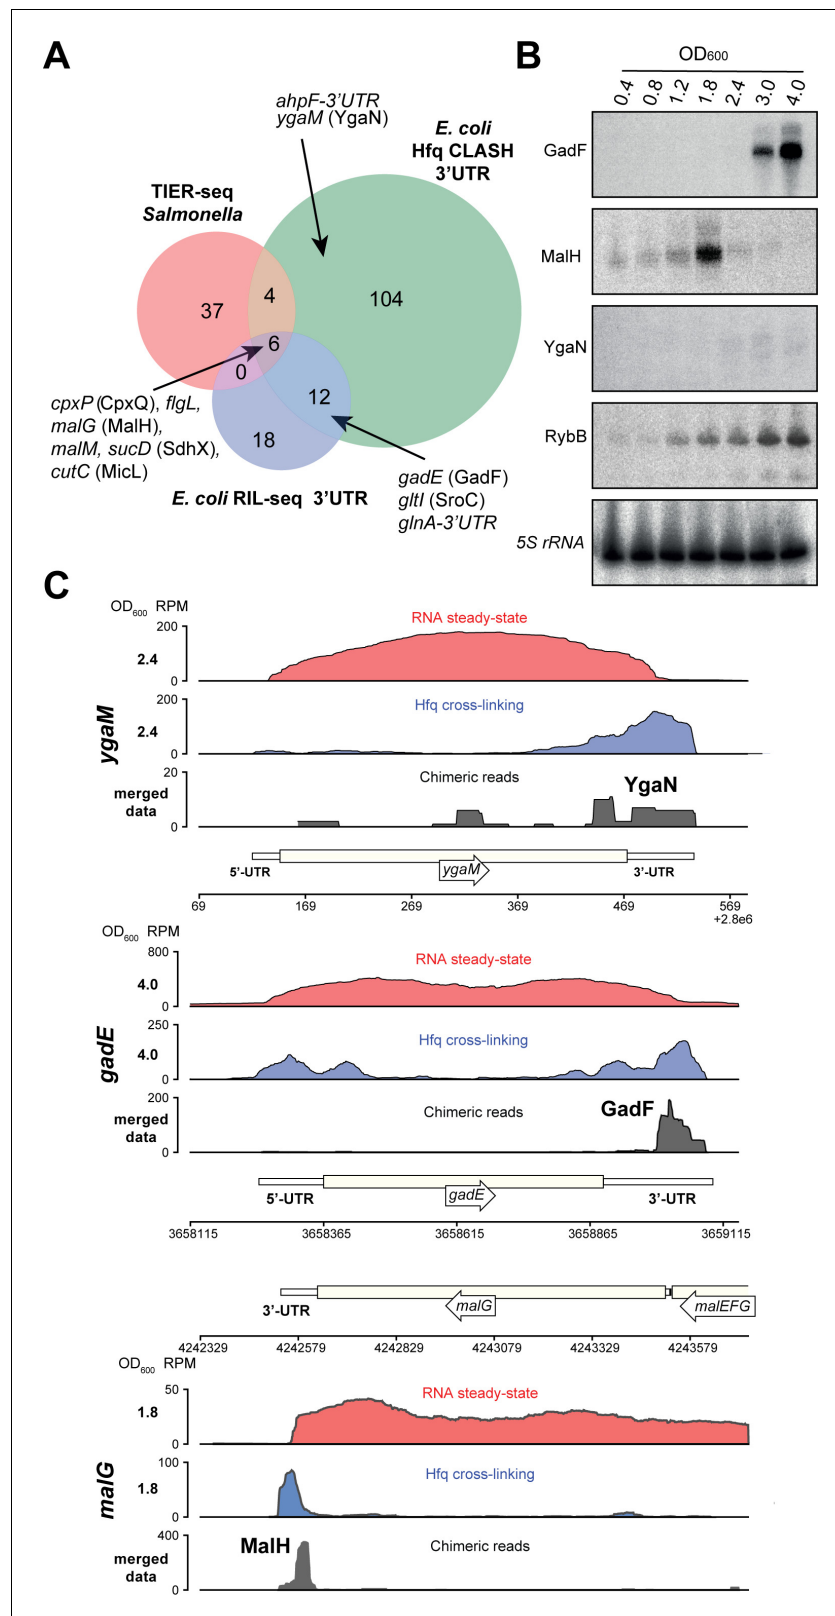 A
ahpF-3'UTR
ygaM (YgaN)
E. coli
Hfq CLASH
3'UTR
TIER-seq
Salmonella
37
4
104
6
0
12
18
cpxP (CpxQ), flgL,
malG (MalH),
malM, sucD (SdhX),
cutC (MicL)
gadE (GadF)
gltI (SroC)
glnA-3'UTR
E. coli RIL-seq 3'UTR
B
OD600
0.4 0.8 1.2 1.8 2.4 3.0 4.0
GadF
MalH
YgaN
RybB
5S rRNA
C
OD600 RPM
ygaM
RNA steady-state
200
2.4
0
Hfq cross-linking
200
2.4
0
Chimeric reads
20
merged
data
0
YgaN
5'-UTR
ygaM
3'-UTR
69 169 269 369 469 569
+2.8e6
OD600 RPM
gadE
RNA steady-state
800
4.0
0
Hfq cross-linking
250
4.0
0
Chimeric reads
200
merged
data
0
GadF
5'-UTR
gadE
3'-UTR
3658115 3658365 3658615 3658865 3659115
3'-UTR
malG
malEFG
4242329 4242579 4242829 4243079 4243329 4243579
OD600 RPM
malG
RNA steady-state
50
1.8
0
Hfq cross-linking
100
1.8
0
MalH
Chimeric reads
400
merged
data
0